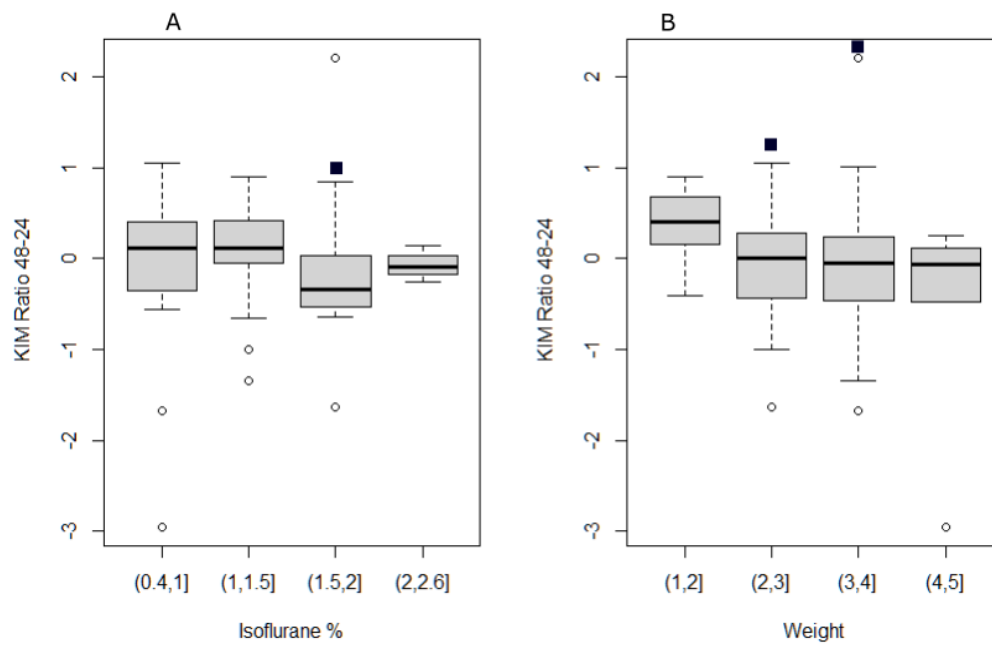 A
B
KIM Ratio 48-24
2
1
0
-1
-2
-3
(0.4,1] (1,1.5] (1.5,2] (2,2.6]
Isoflurane %
KIM Ratio 48-24
2
1
0
-1
-2
-3
(1,2] (2,3] (3,4] (4,5]
Weight